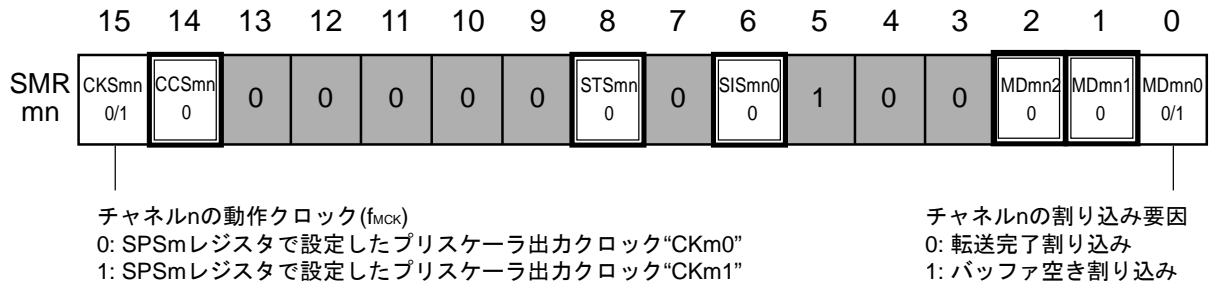 15 14 13 12 11 10 9 8 7 6 5 4 3 2 1 0
SMR mn
CKSmn 0/1
CCSmn 0
0 0 0 0 0
STSmn 0
0
SISmn0 0
1 0 0
MDmn2 0
MDmn1 0
MDmn0 0/1
チャネルnの動作クロック(fMCK)
0: SPSmレジスタで設定したプリスケーラ出力クロック“CKm0”
1: SPSmレジスタで設定したプリスケーラ出力クロック“CKm1”
チャネルnの割り込み要因
0: 転送完了割り込み
1: バッファ空き割り込み